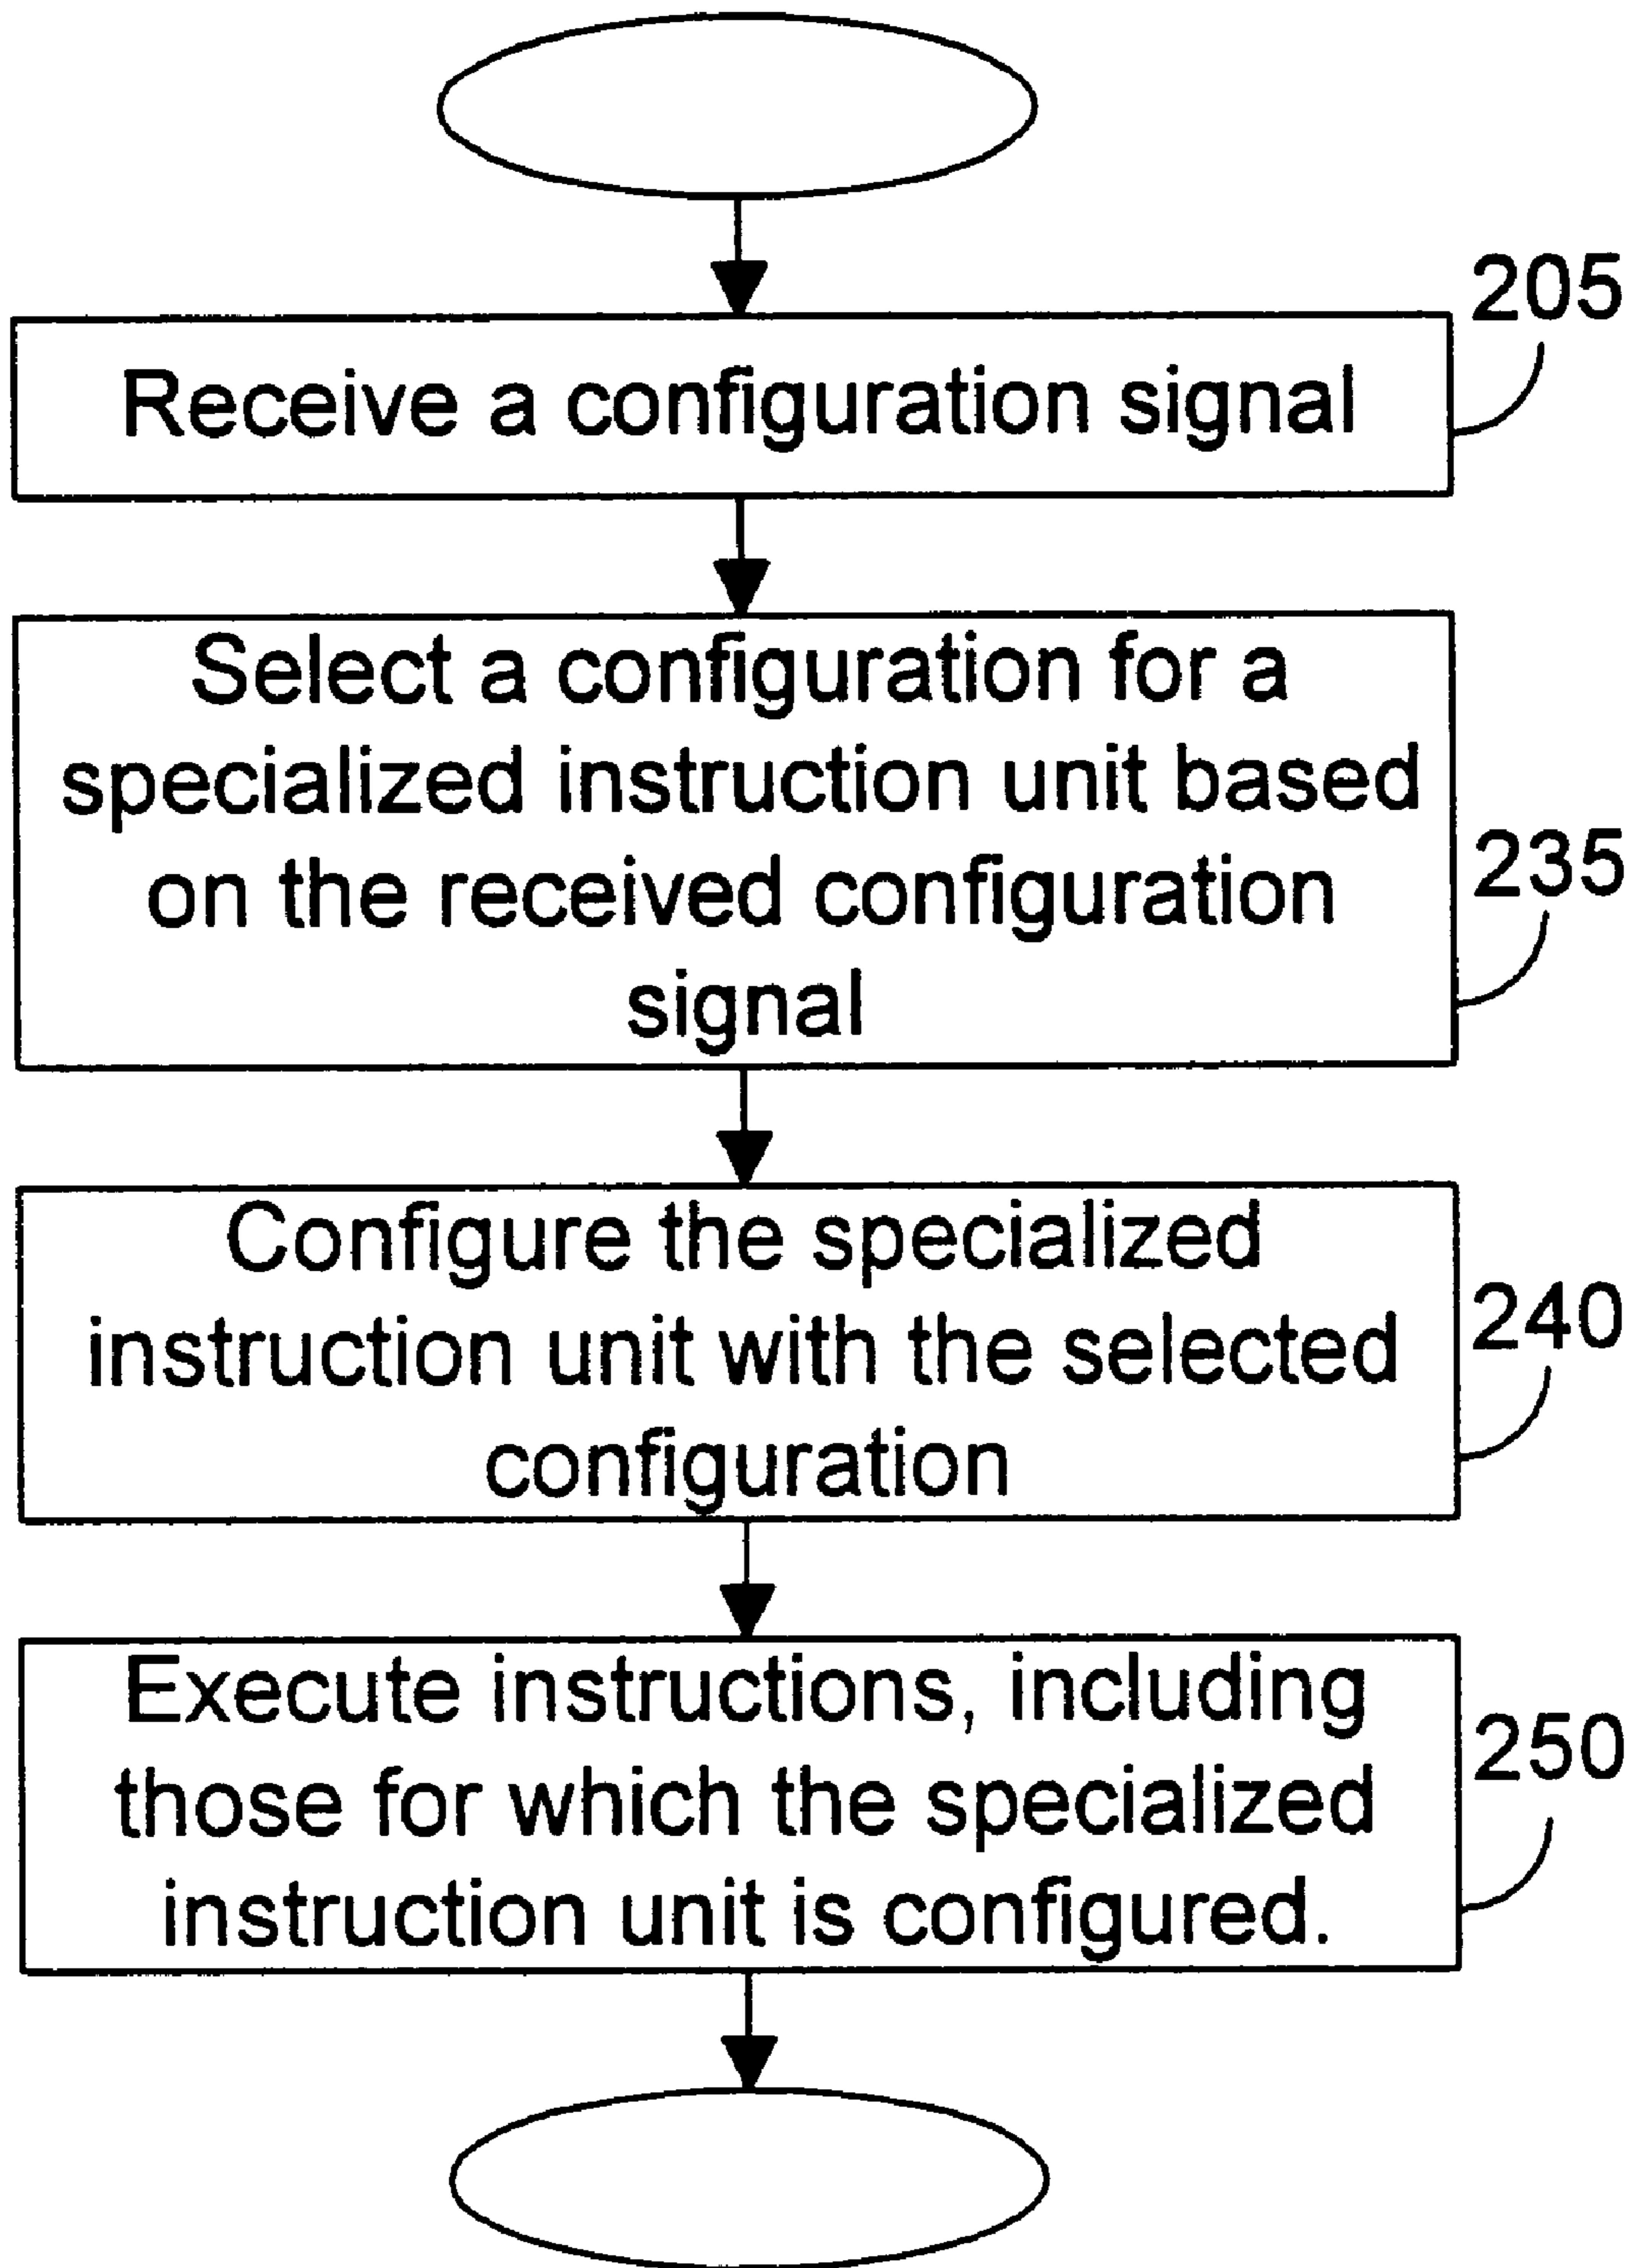 205
Receive a configuration signal
Select a configuration for a
specialized instruction unit based
on the received configuration
signal
235
Configure the specialized
instruction unit with the selected
configuration
240
Execute instructions, including
those for which the specialized
instruction unit is configured.
250